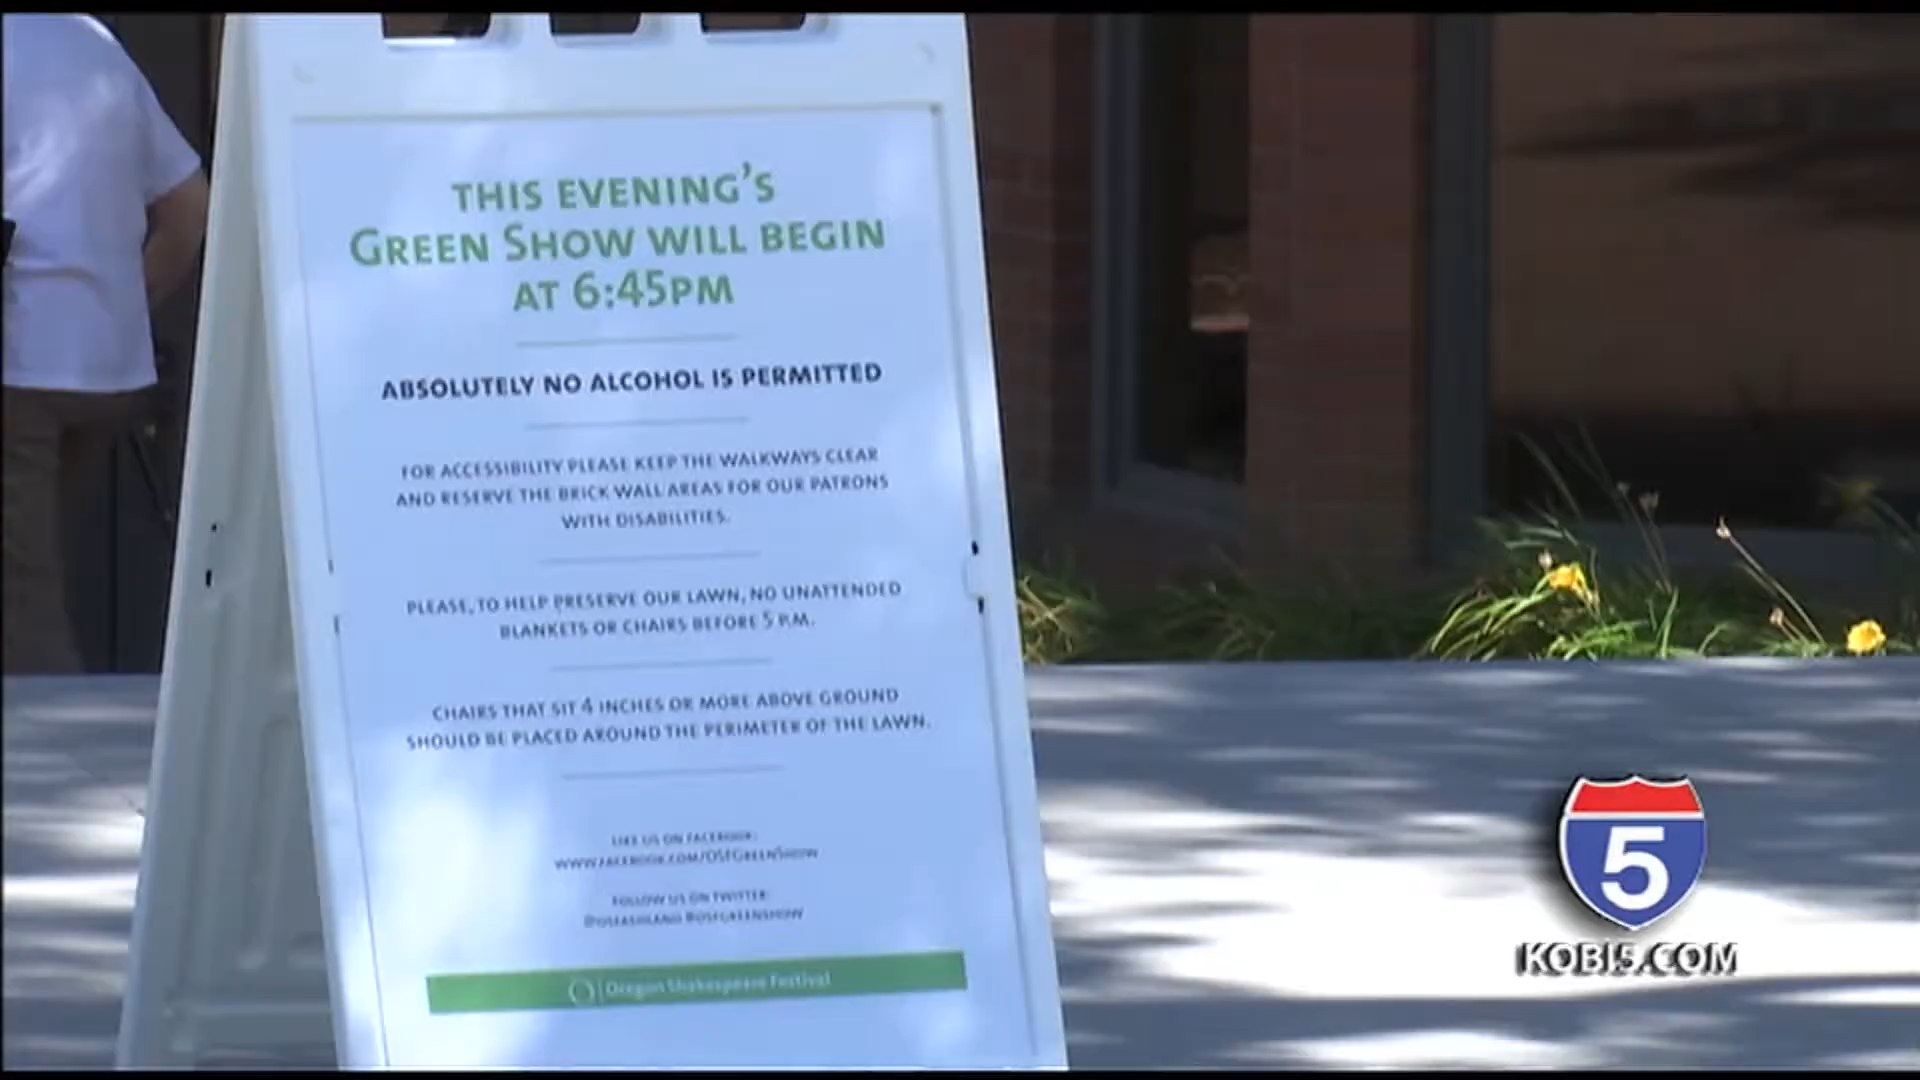 THIS EVENING'S
GREEN SHOW WILL BEGIN
AT 6:45PM
ABSOLUTELY NO ALCOHOL IS PERMITTED
FOR ACCESSIBILITY PLEASE KEEP THE WALKWAYS CLEAR
AND RESERVE THE BRICK WALL AREAS FOR OUR PATRONS
WITH DISABILITIES.
PLEASE, TO HELP PRESERVE OUR LAWN, NO UNATTENDED
BLANKETS OR CHAIRS BEFORE 5 P.M.
CHAIRS THAT SIT 4 INCHES OR MORE ABOVE GROUND
SHOULD BE PLACED AROUND THE PERIMETER OF THE LAWN.
LIKE US ON FACEBOOK:
WWW.FACEBOOK.COM/OSFGREENSHOW
FOLLOW US ON TWITTER:
@OSFASHLAND #OSFGREENSHOW
Oregon Shakespeare Festival
5
KOBI5.COM